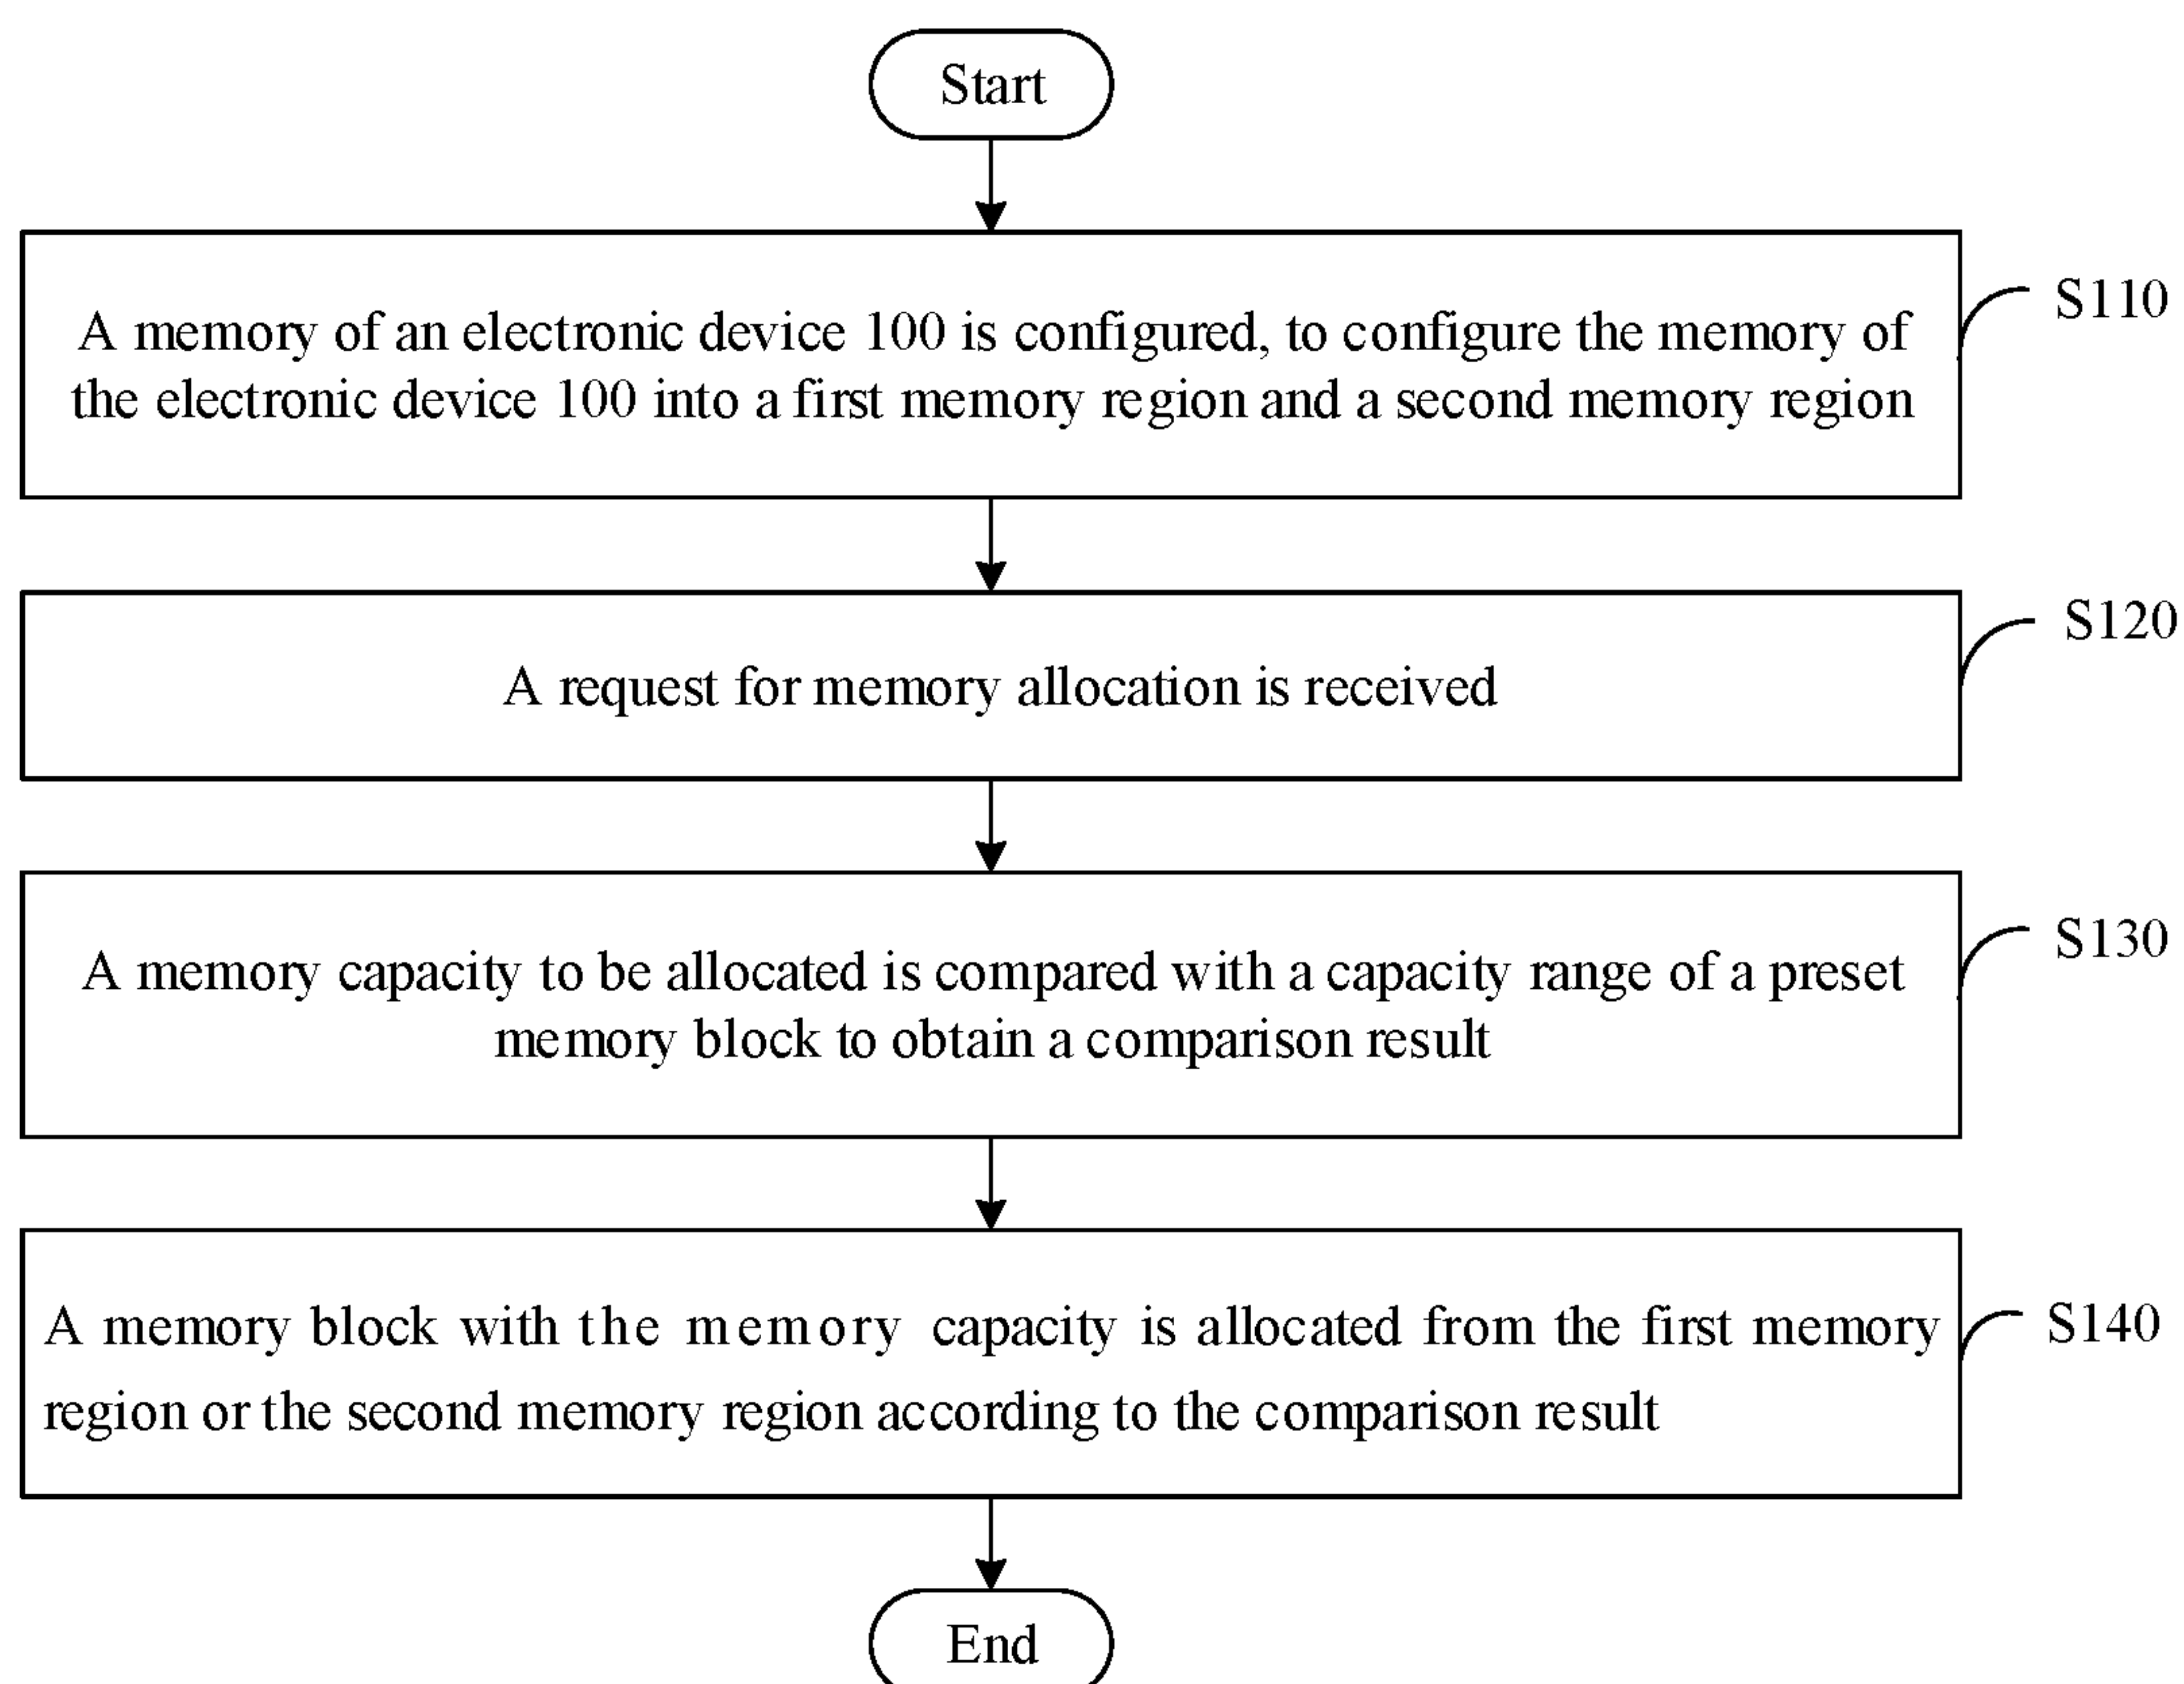 Start
A memory of an electronic device 100 is configured, to configure the memory of
the electronic device 100 into a first memory region and a second memory region
S110
A request for memory allocation is received
S120
A memory capacity to be allocated is compared with a capacity range of a preset
memory block to obtain a comparison result
S130
A memory block with the memory capacity is allocated from the first memory
region or the second memory region according to the comparison result
S140
End